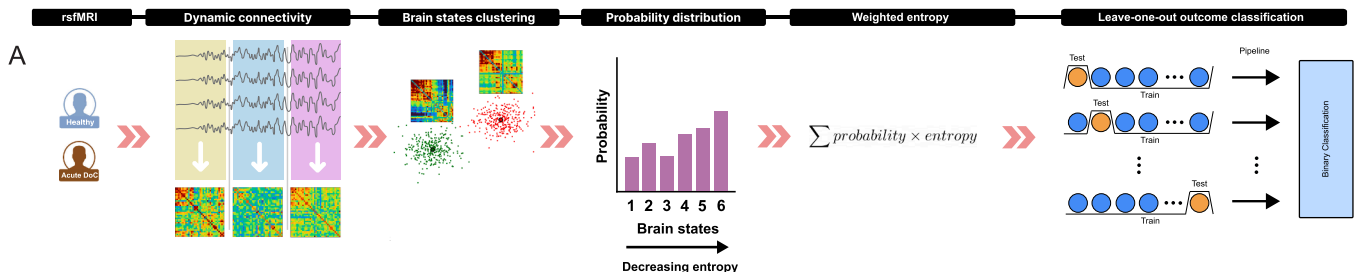 rsfMRI
Dynamic connectivity
Brain states clustering
Probability distribution
Weighted entropy
Leave-one-out outcome classification
A
Healthy
Acute DoC
Probability
1 2 3 4 5 6
Brain states
Decreasing entropy
∑ probability × entropy
Test
Train
Pipeline
Test
Train
Test
Train
Binary Classification